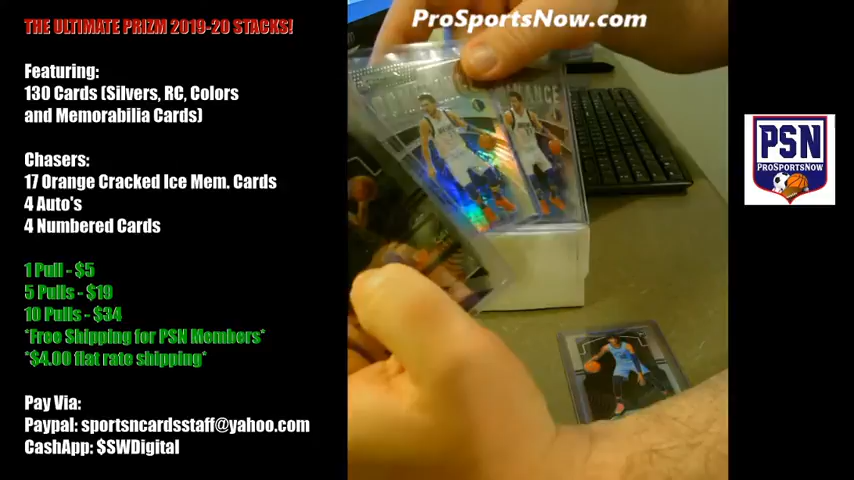 THE ULTIMATE PRIZM 2019-20 STACKS!
Featuring:
130 Cards (Silvers, RC, Colors
and Memorabilia Cards)
Chasers:
17 Orange Cracked Ice Mem. Cards
4 Auto's
4 Numbered Cards
1 Pull - $5
5 Pulls - $19
10 Pulls - $34
*Free Shipping for PSN Members*
*$4.00 flat rate shipping*
Pay Via:
Paypal: sportsncardsstaff@yahoo.com
CashApp: $SWDigital
ProSportsNow.com
PSN
PROSPORTSNOW